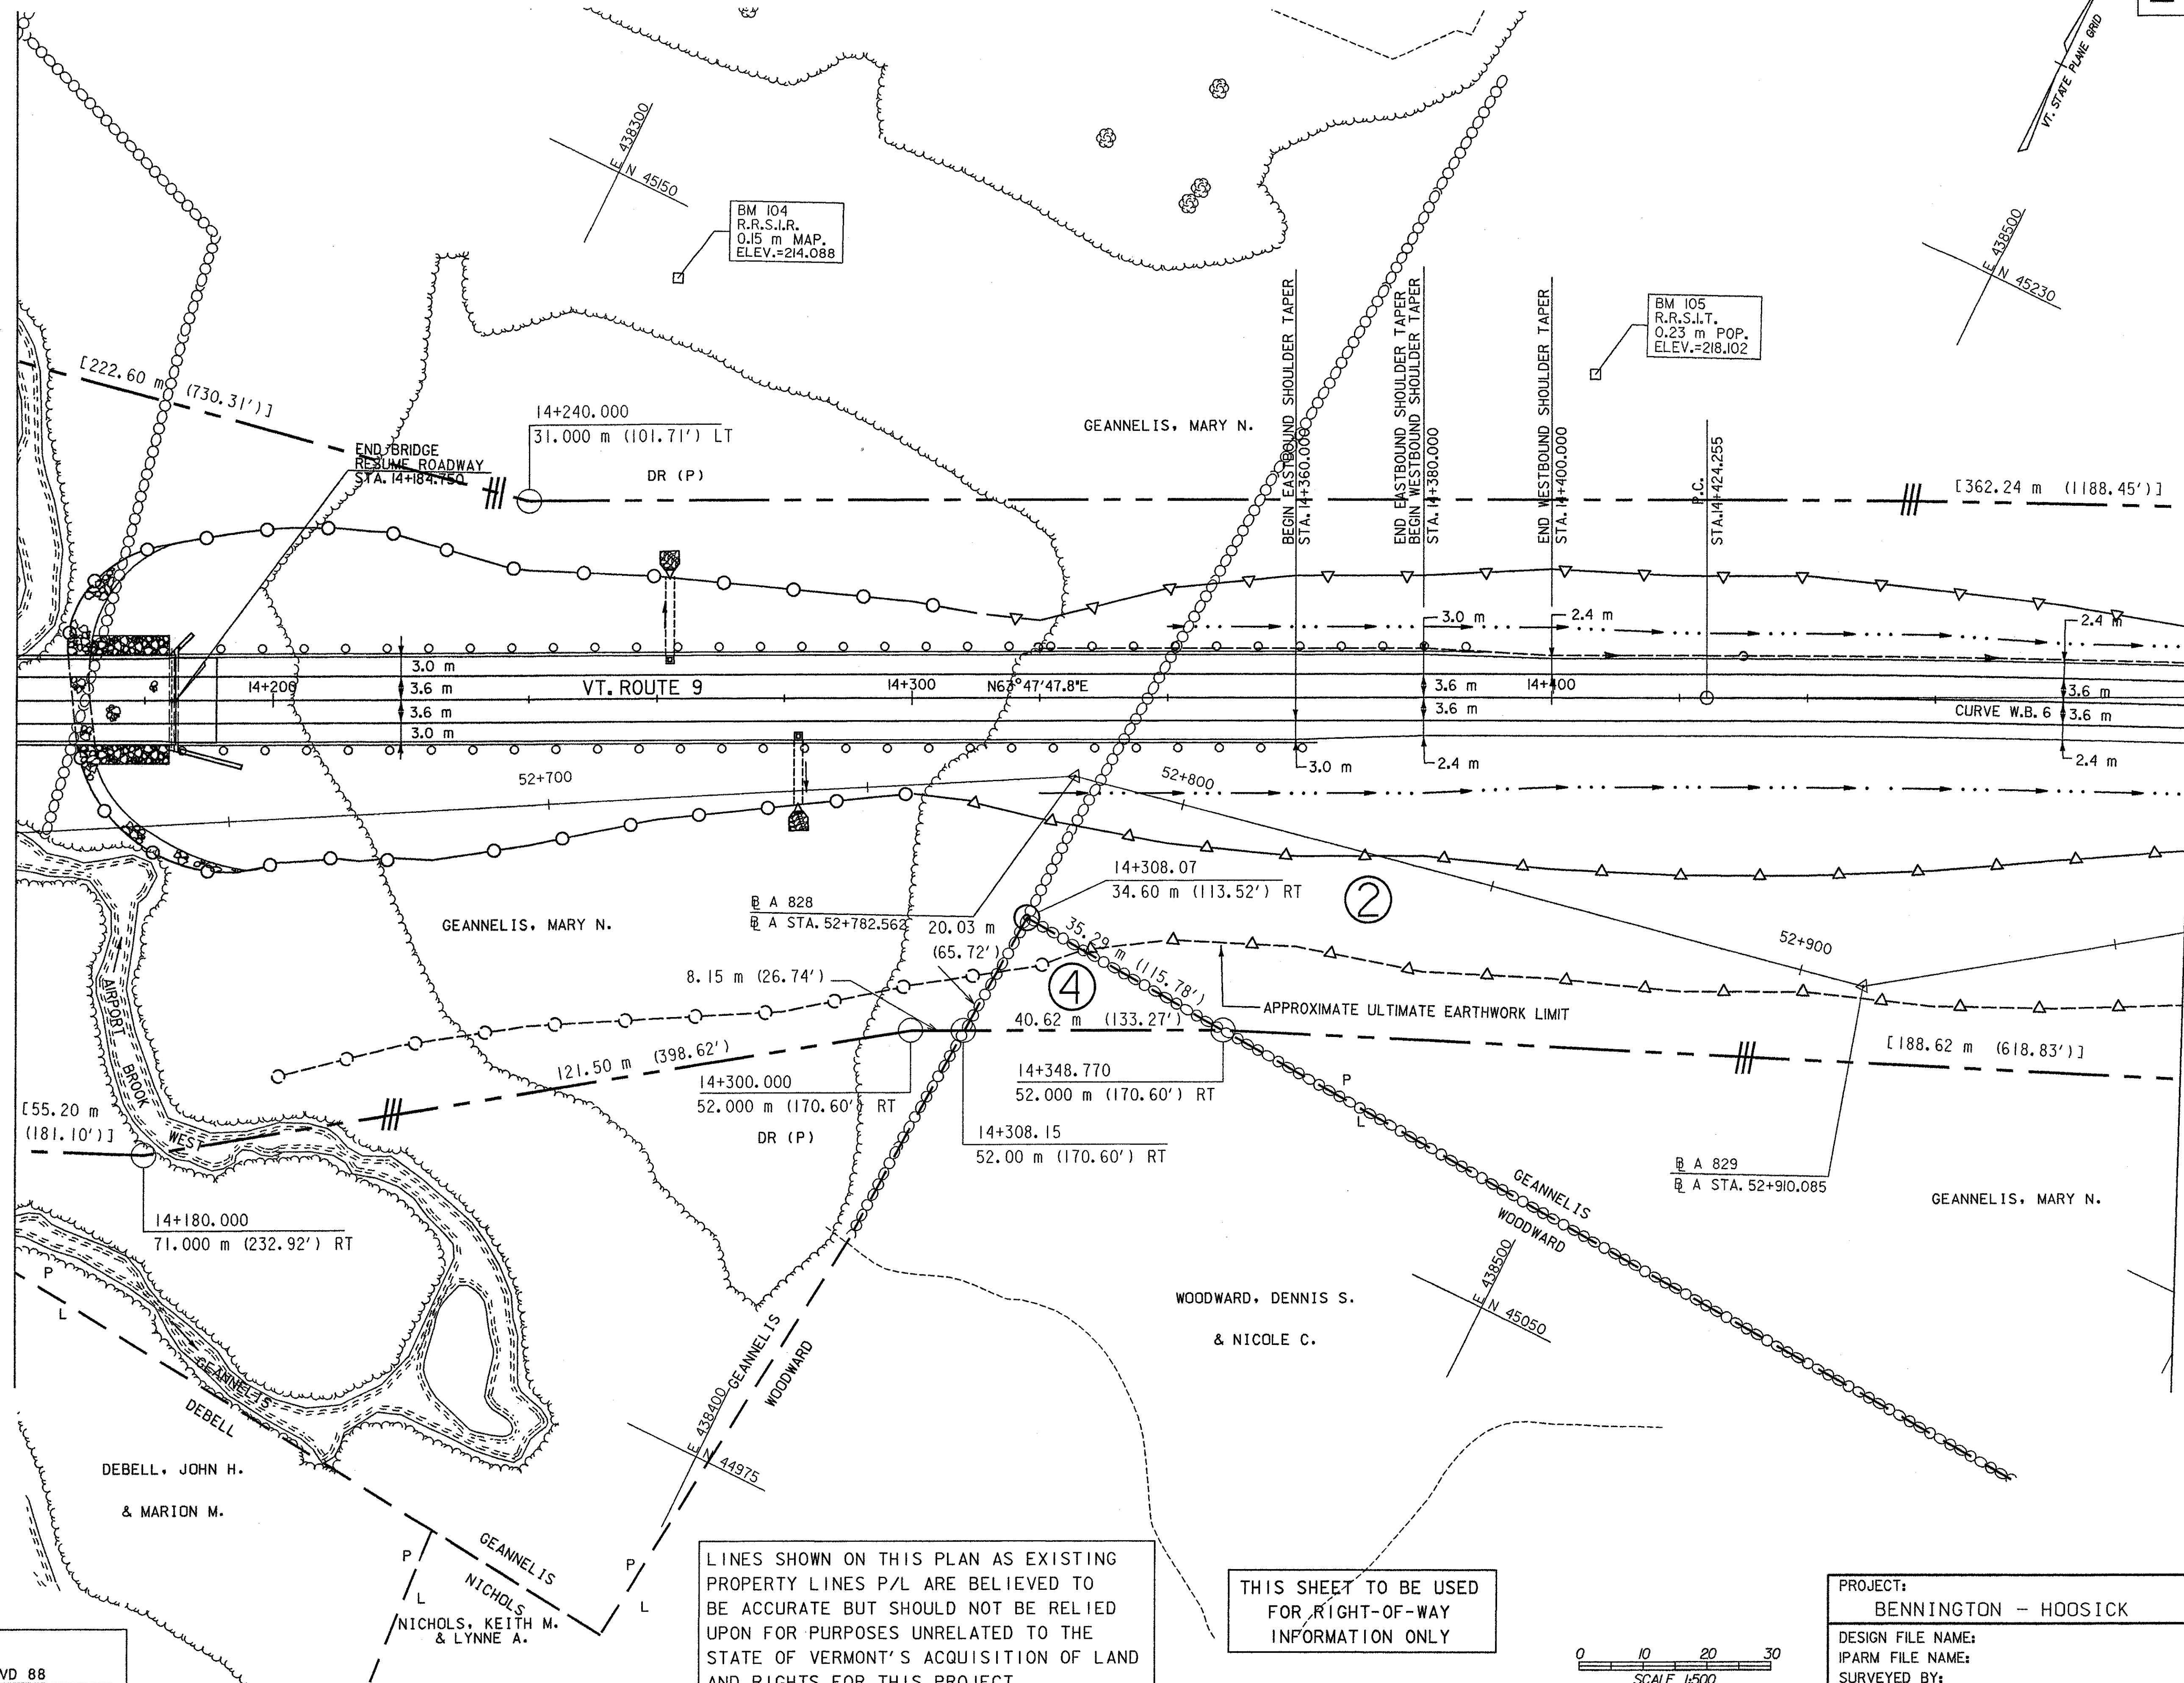 VT. STATE PLANE GRID
E 438300
N 45150
BM 104
R.R.S.I.R.
0.15 m MAP.
ELEV.=214.088
E 438500
N 45230
BM 105
R.R.S.I.T.
0.23 m POP.
ELEV.=218.102
[222.60 m (730.31')]
END BRIDGE
RESUME ROADWAY
STA. 14+184.750
14+240.000
31.000 m (101.71') LT
DR (P)
GEANNELIS, MARY N.
BEGIN EASTBOUND SHOULDER TAPER
STA. 14+360.000
END EASTBOUND SHOULDER TAPER
BEGIN WESTBOUND SHOULDER TAPER
STA. 14+380.000
END WESTBOUND SHOULDER TAPER
STA. 14+400.000
P.C.
STA.14+424.255
[362.24 m (1188.45')]
3.0 m
2.4 m
2.4 m
3.0 m
3.6 m
3.6 m
3.0 m
14+200
VT. ROUTE 9
14+300
N63°47'47.8"E
3.6 m
3.6 m
14+400
3.6 m
CURVE W.B. 6
3.6 m
3.0 m
2.4 m
2.4 m
52+700
52+800
14+308.07
34.60 m (113.52') RT
2
GEANNELIS, MARY N.
BL A 828
BL A STA. 52+782.562
20.03 m
(65.72')
35.29 m (115.78')
52+900
8.15 m (26.74')
4
APPROXIMATE ULTIMATE EARTHWORK LIMIT
40.62 m (133.27')
[188.62 m (618.83')]
AIRPORT
BROOK
WEST
121.50 m (398.62')
14+300.000
52.000 m (170.60') RT
DR (P)
14+348.770
52.000 m (170.60') RT
14+308.15
52.00 m (170.60') RT
[55.20 m
(181.10')]
14+180.000
71.000 m (232.92') RT
P
L
P
L
GEANNELIS
WOODWARD
BL A 829
BL A STA. 52+910.085
GEANNELIS, MARY N.
WOODWARD, DENNIS S.
& NICOLE C.
E 438500
N 45050
GEANNELIS
DEBELL
GEANNELIS
WOODWARD
E 438400
N 44975
DEBELL, JOHN H.
& MARION M.
P
L
GEANNELIS
NICHOLS
P
L
NICHOLS, KEITH M.
& LYNNE A.
LINES SHOWN ON THIS PLAN AS EXISTING
PROPERTY LINES P/L ARE BELIEVED TO
BE ACCURATE BUT SHOULD NOT BE RELIED
UPON FOR PURPOSES UNRELATED TO THE
STATE OF VERMONT'S ACQUISITION OF LAND
AND RIGHTS FOR THIS PROJECT
THIS SHEET TO BE USED
FOR RIGHT-OF-WAY
INFORMATION ONLY
0 10 20 30
SCALE 1:500
PROJECT:
BENNINGTON - HOOSICK
DESIGN FILE NAME:
IPARM FILE NAME:
SURVEYED BY:
VD 88